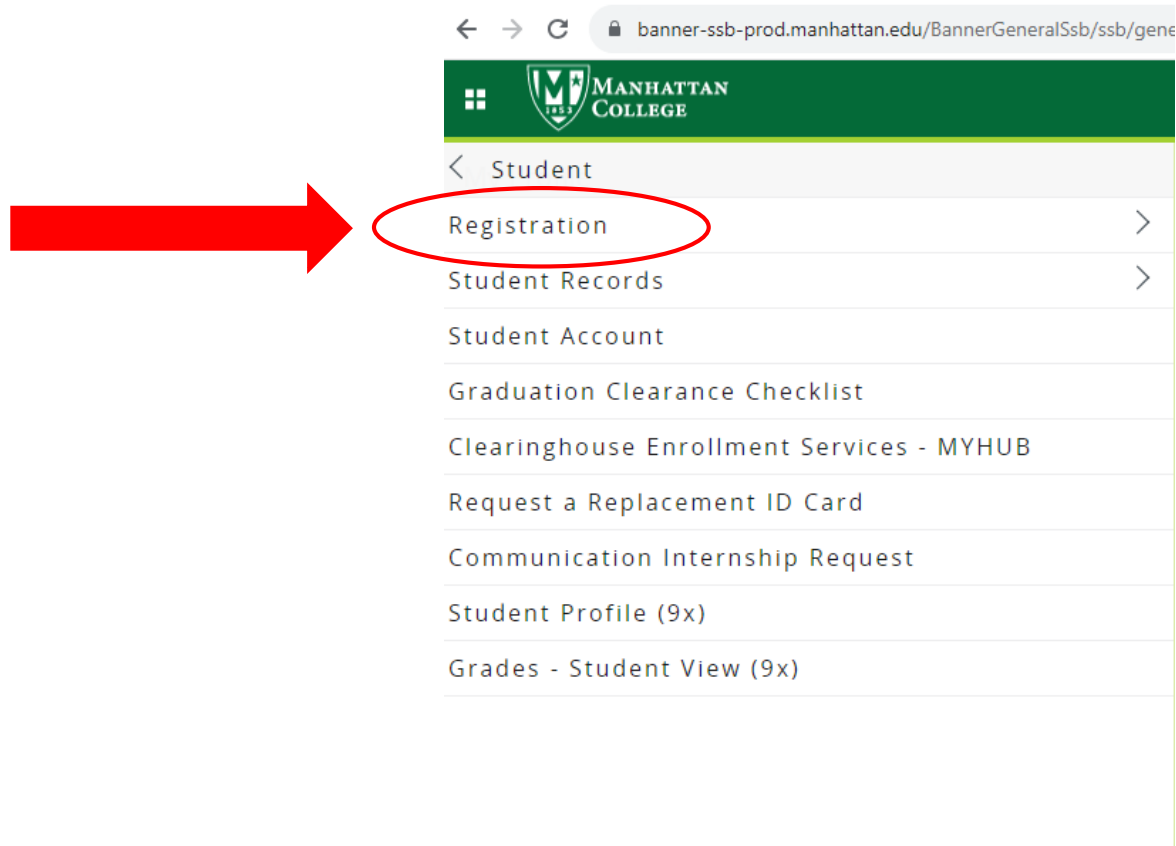 banner-ssb-prod.manhattan.edu/BannerGeneralSsb/ssb/gene
MANHATTAN
COLLEGE
1853
Student
Registration
Student Records
Student Account
Graduation Clearance Checklist
Clearinghouse Enrollment Services - MYHUB
Request a Replacement ID Card
Communication Internship Request
Student Profile (9x)
Grades - Student View (9x)